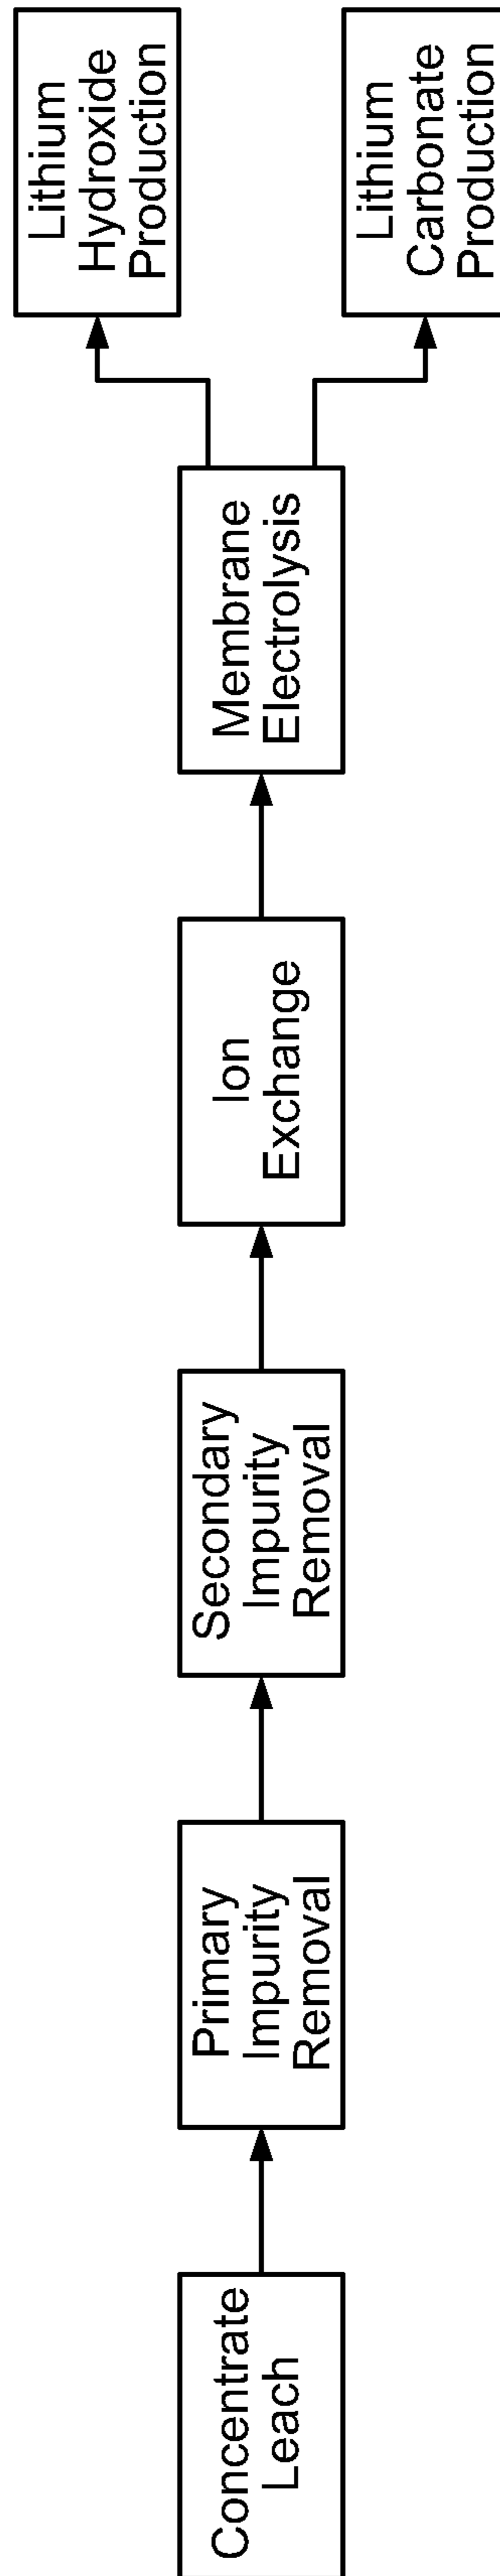 Concentrate
Leach
Primary
Impurity
Removal
Secondary
Impurity
Removal
Ion
Exchange
Membrane
Electrolysis
Lithium
Hydroxide
Production
Lithium
Carbonate
Production